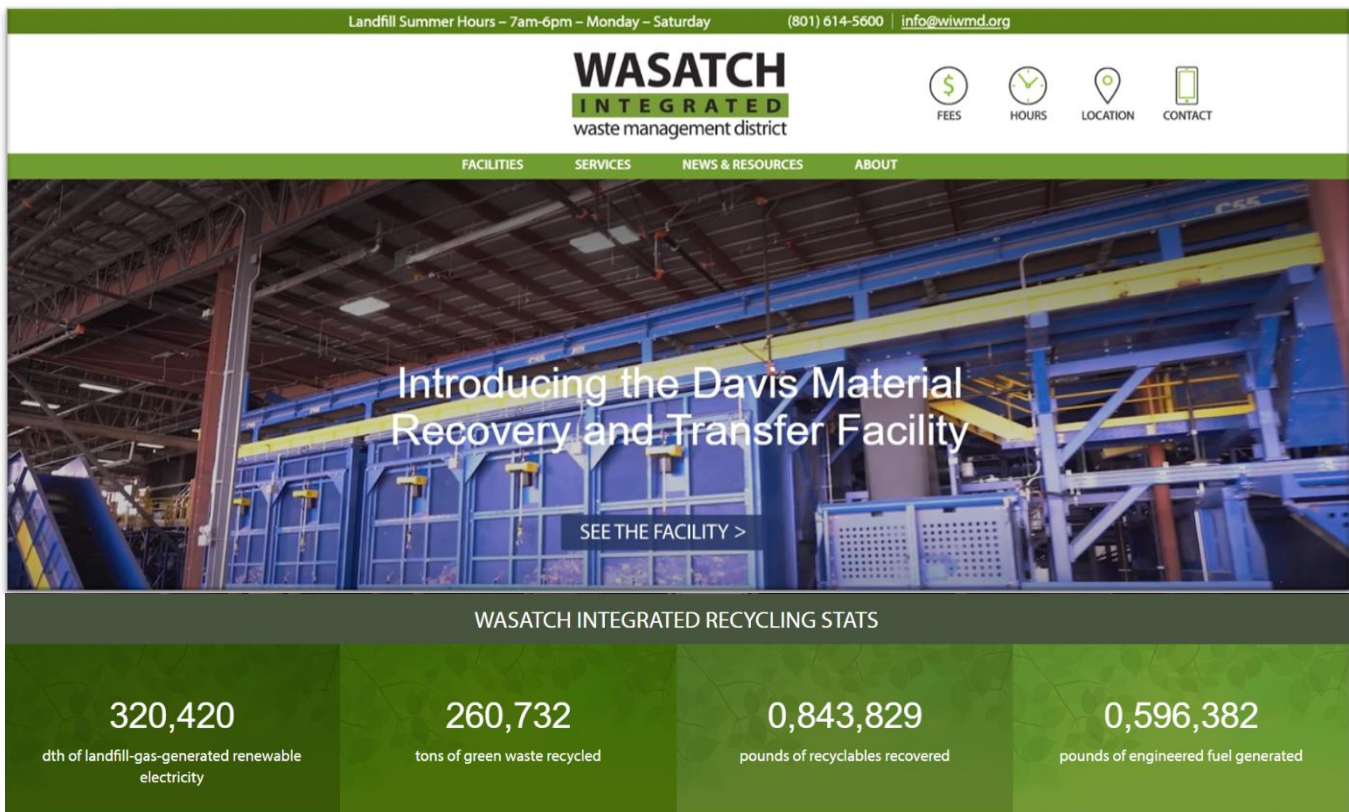 Landfill Summer Hours – 7am-6pm – Monday – Saturday (801) 614-5600 | info@wiwmd.org
WASATCH
INTEGRATED
waste management district
FEES HOURS LOCATION CONTACT
FACILITIES SERVICES NEWS & RESOURCES ABOUT
C55
C55
Introducing the Davis Material
Recovery and Transfer Facility
SEE THE FACILITY >
WASATCH INTEGRATED RECYCLING STATS
320,420 260,732 0,843,829 0,596,382
dth of landfill-gas-generated renewable tons of green waste recycled pounds of recyclables recovered pounds of engineered fuel generated
electricity